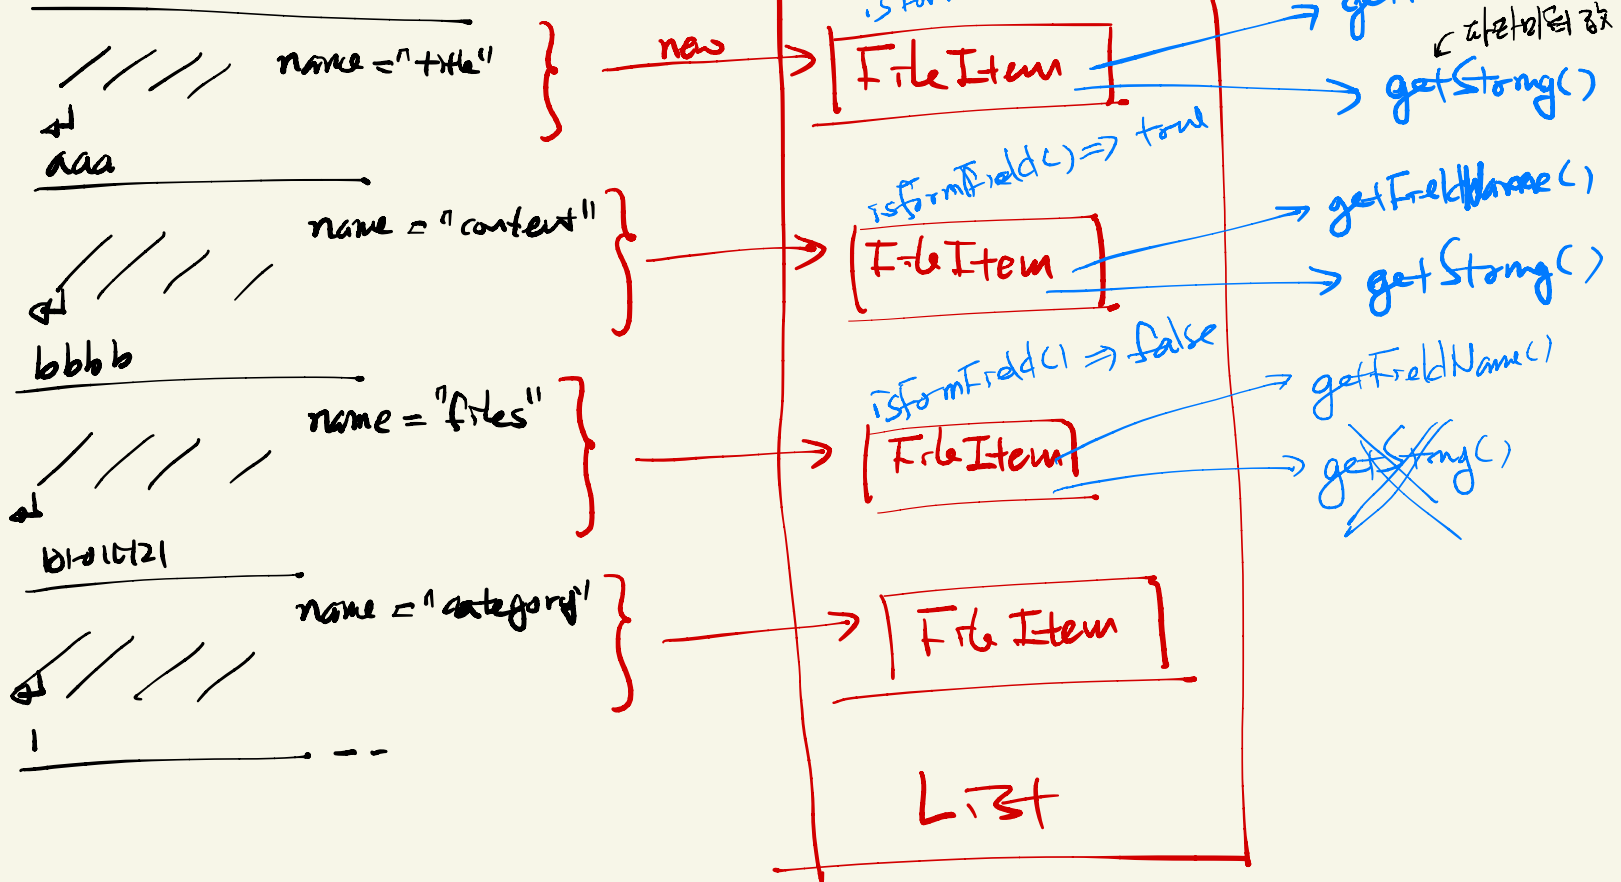 name = "title"
aaa
new
FileItem
파라미터 값
getString()
name = "content"
bbbb
isformField() => true
FileItem
getFieldName()
getString()
name = "files"
바이너리
isformField() => false
FileItem
getFieldName()
getString()
name = "category"
1
FileItem
List